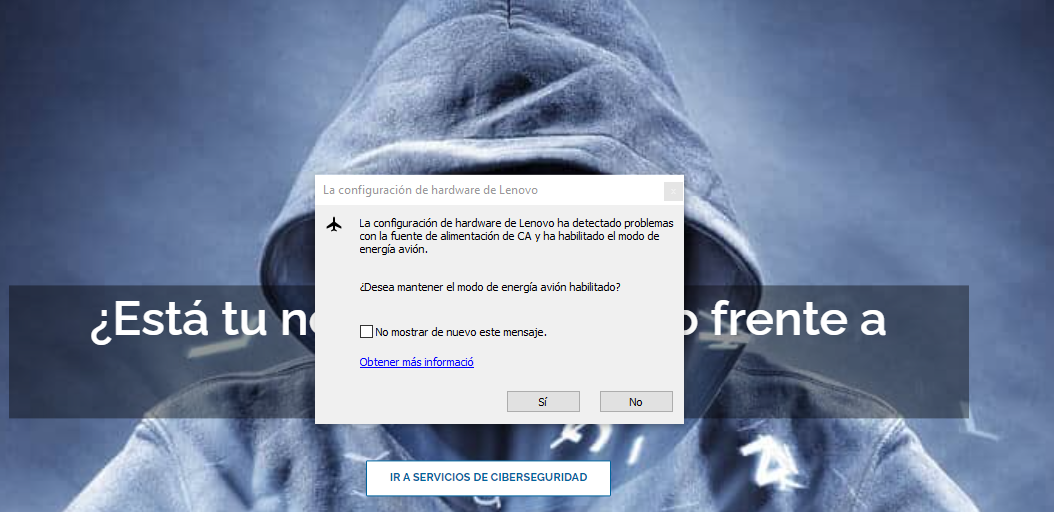 La configuración de hardware de Lenovo
La configuración de hardware de Lenovo ha detectado problemas
con la fuente de alimentación de CA y ha habilitado el modo de
energía avión.
¿Desea mantener el modo de energía avión habilitado?
¿Está tu frente a
No mostrar de nuevo este mensaje.
Obtener más informació
Sí No
IR A SERVICIOS DE CIBERSEGURIDAD